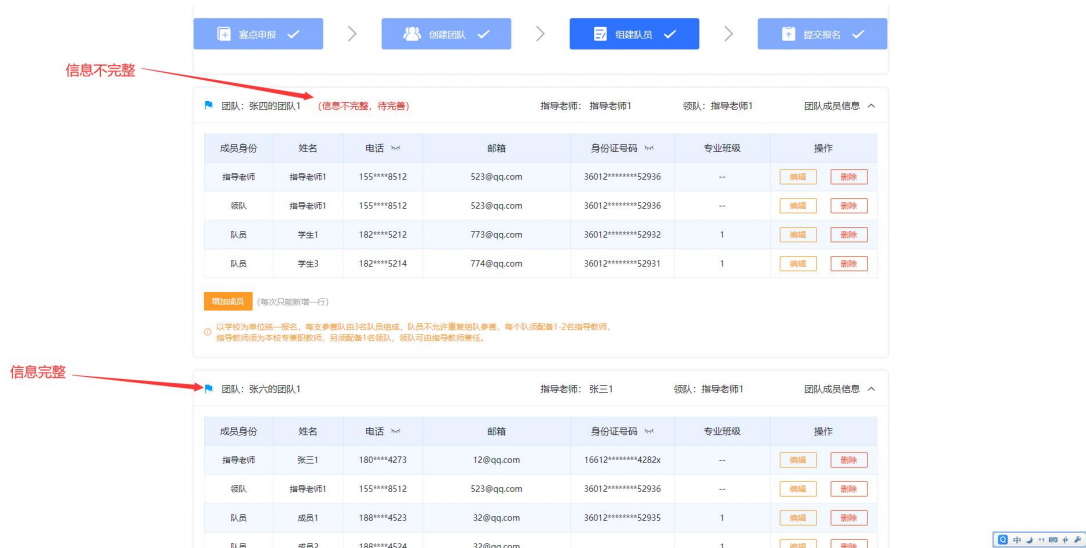 赛点申报 创建团队 组建队员 提交报名
信息不完整
团队：张四的团队1 (信息不完整，待完善) 指导老师：指导老师1 领队：指导老师1 团队成员信息
成员身份 姓名 电话 邮箱 身份证号码 专业班级 操作
指导老师 指导老师1 155****8512 523@qq.com 36012********52936 -- 编辑 删除
领队 指导老师1 155****8512 523@qq.com 36012********52936 -- 编辑 删除
队员 学生1 182****5212 773@qq.com 36012********52932 1 编辑 删除
队员 学生3 182****5214 774@qq.com 36012********52931 1 编辑 删除
增加成员 (每次只能新增一行)
以学校为单位统一报名，每支参赛队由3名队员组成，队员不允许重复组队参赛，每个队须配备1-2名指导教师，
指导教师须为本校专兼职教师，另须配备1名领队，领队可由指导教师兼任。
信息完整
团队：张六的团队1 指导老师：张三1 领队：指导老师1 团队成员信息
成员身份 姓名 电话 邮箱 身份证号码 专业班级 操作
指导老师 张三1 180****4273 12@qq.com 16612********4282x -- 编辑 删除
领队 指导老师1 155****8512 523@qq.com 36012********52936 -- 编辑 删除
队员 成员1 188****4523 32@qq.com 36012********52935 1 编辑 删除
队员 成员2 188****4524 32@qq.com 1 编辑 删除
中